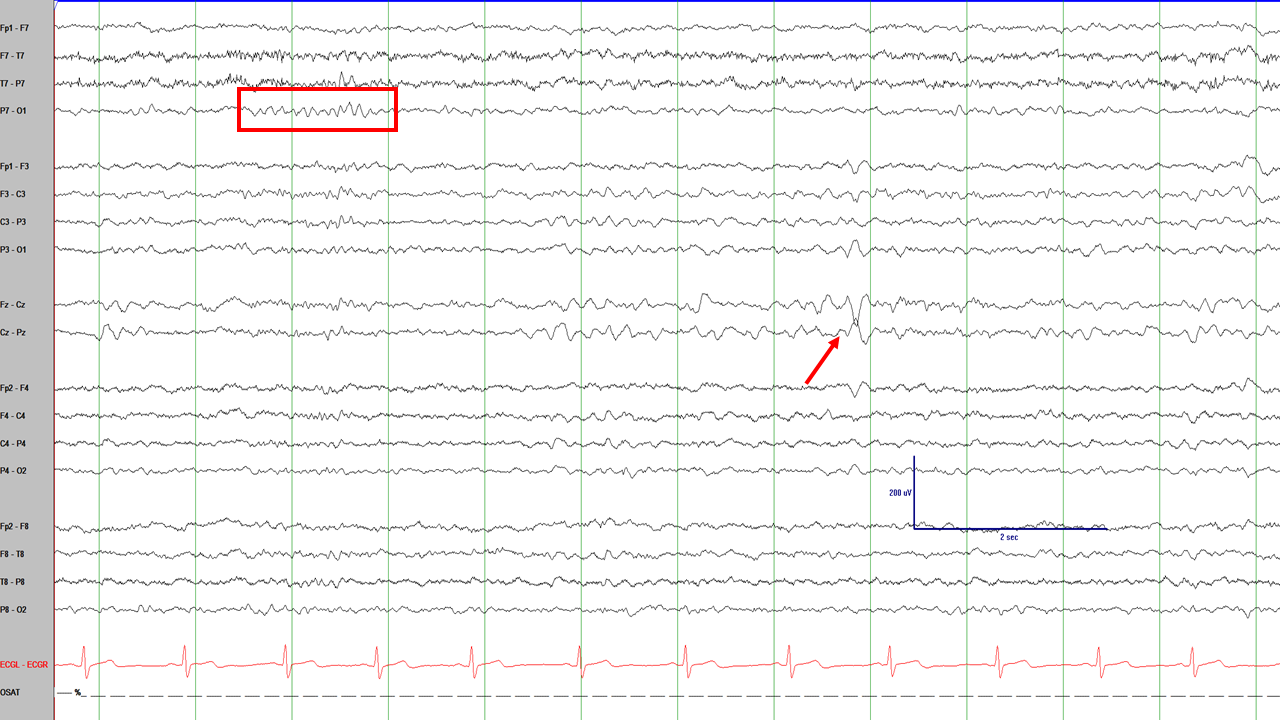 Fp1 - F7
F7 - T7
T7 - P7
P7 - O1
Fp1 - F3
F3 - C3
C3 - P3
P3 - O1
Fz - Cz
Cz - Pz
Fp2 - F4
F4 - C4
C4 - P4
P4 - O2
200 uV
Fp2 - F8
2 sec
F8 - T8
T8 - P8
P8 - O2
ECGL - ECGR
OSAT %